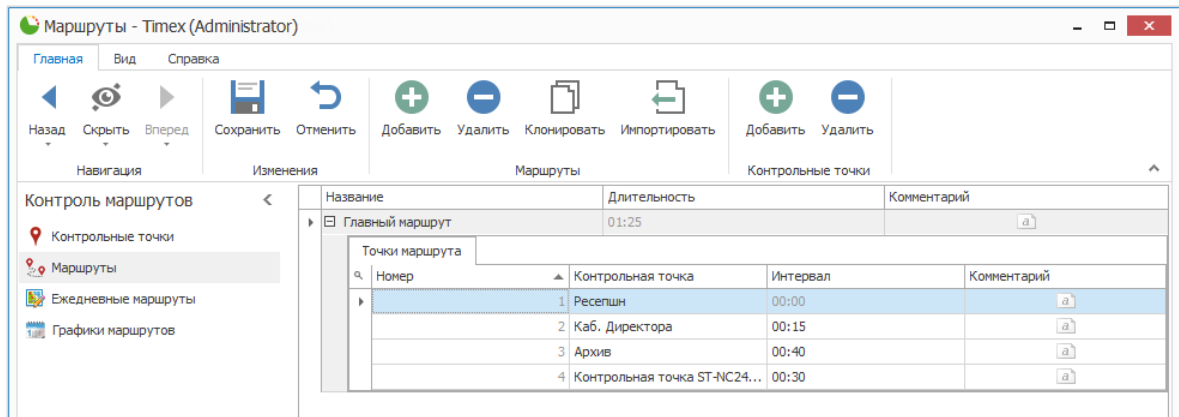 Маршруты - Timex (Administrator)
Главная Вид Справка
Назад Скрыть Вперед Сохранить Отменить Добавить Удалить Клонировать Импортировать Добавить Удалить
Навигация Изменения Маршруты Контрольные точки
Контроль маршрутов
Контрольные точки
Маршруты
Ежедневные маршруты
Графики маршрутов
Название Длительность Комментарий
Главный маршрут 01:25 a
Точки маршрута
Номер Контрольная точка Интервал Комментарий
1 Ресепшн 00:00 a
2 Каб. Директора 00:15 a
3 Архив 00:40 a
4 Контрольная точка ST-NC24... 00:30 a